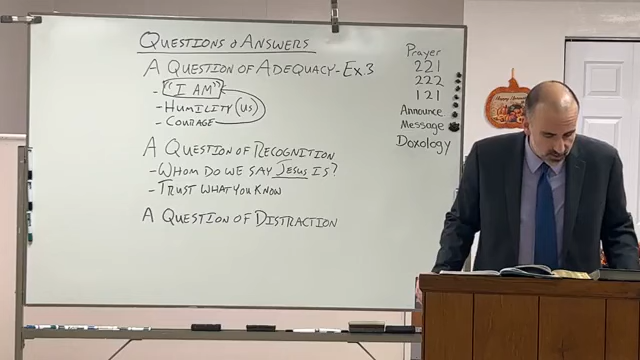 QUESTIONS & ANSWERS
A QUESTION OF ADEQUACY - EX. 3
- "I AM"
- HUMILITY (US)
- COURAGE
A QUESTION OF RECOGNITION
- WHOM DO WE SAY JESUS IS?
- TRUST WHAT YOU KNOW
A QUESTION OF DISTRACTION
Prayer
221
222
121
Announce
Message
Doxology